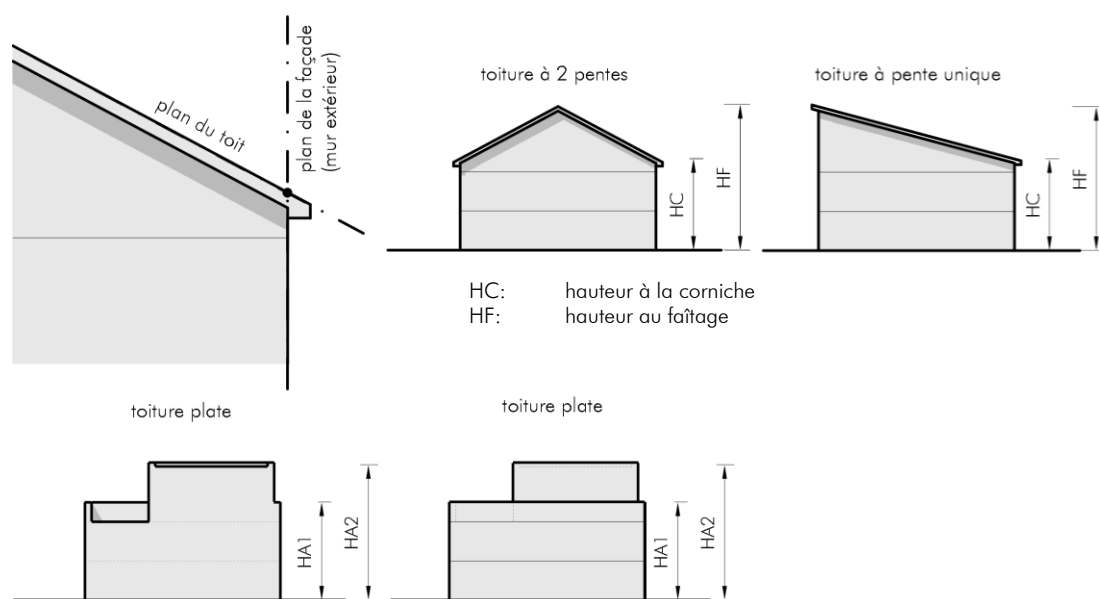 plan du toit
plan de la façade
(mur extérieur)
toiture à 2 pentes
HC
HF
toiture à pente unique
HC
HF
HC: hauteur à la corniche
HF: hauteur au faîtage
toiture plate
HA1
HA2
toiture plate
HA1
HA2